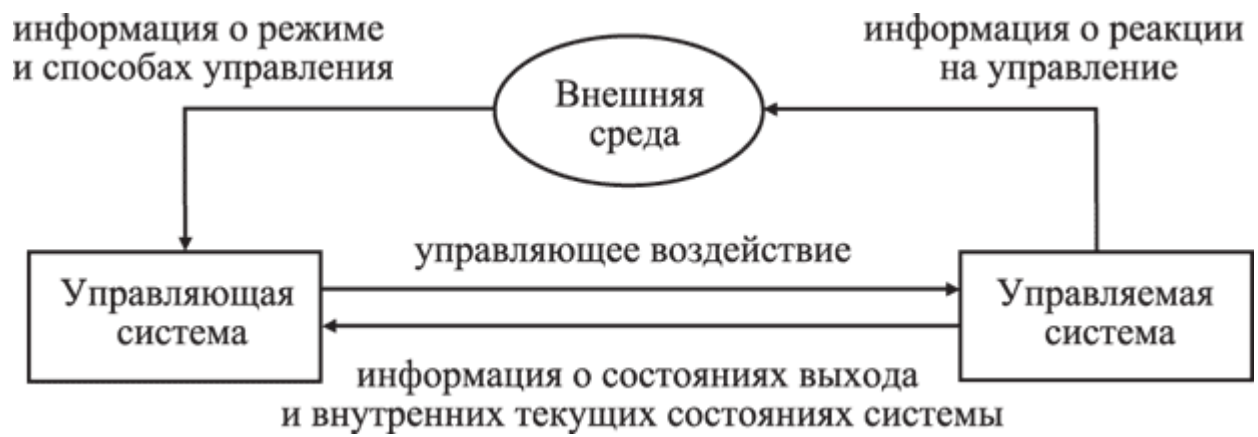 информация о режиме
и способах управления
информация о реакции
на управление
Внешняя
среда
управляющее воздействие
Управляющая
система
Управляемая
система
информация о состояниях выхода
и внутренних текущих состояниях системы